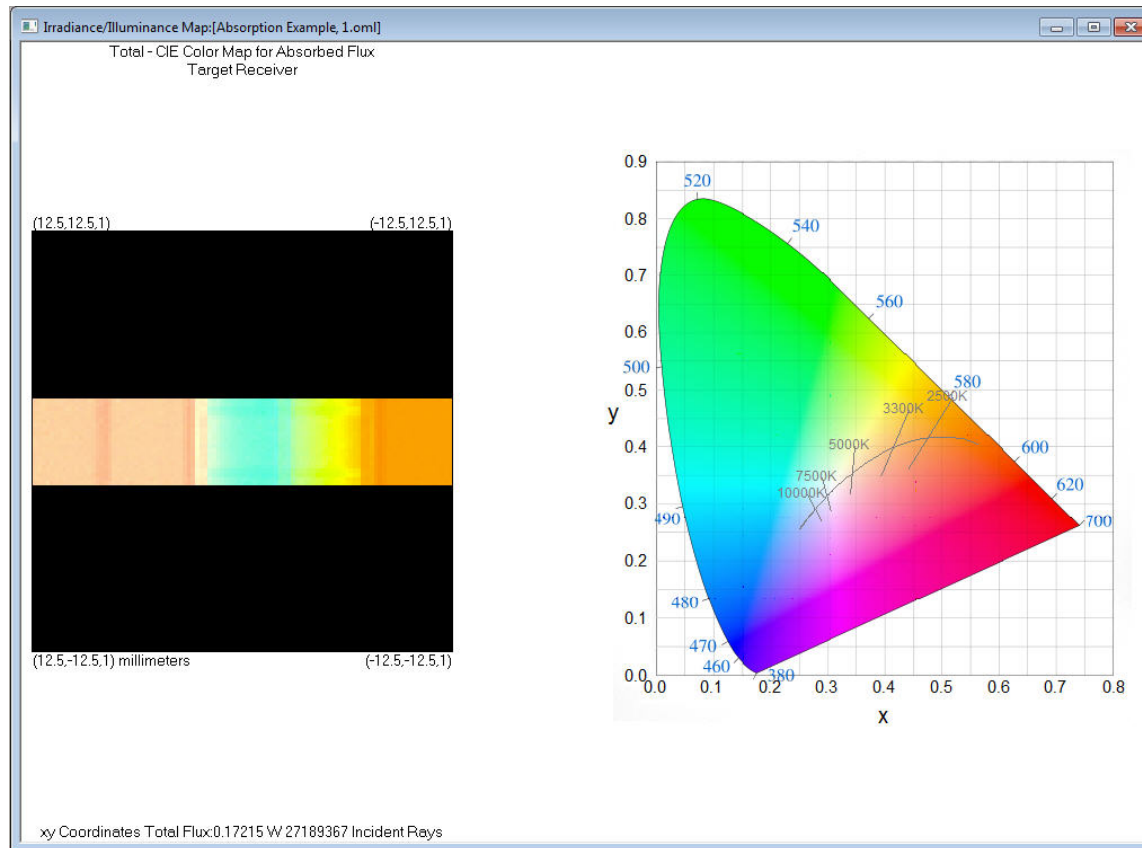 Irradiance/Illuminance Map:[Absorption Example, 1.oml]
Total - CIE Color Map for Absorbed Flux
Target Receiver
(12.5,12.5,1) (-12.5,12.5,1)
(12.5,-12.5,1) millimeters (-12.5,-12.5,1)
xy Coordinates Total Flux:0.17215 W 27189367 Incident Rays
0.9
0.8
0.7
0.6
0.5
0.4
0.3
0.2
0.1
0.0
y
520
540
560
500
580
2500K
3300K
5000K
600
7500K
10000K
620
490
700
480
470
460
380
0.0 0.1 0.2 0.3 0.4 0.5 0.6 0.7 0.8
x